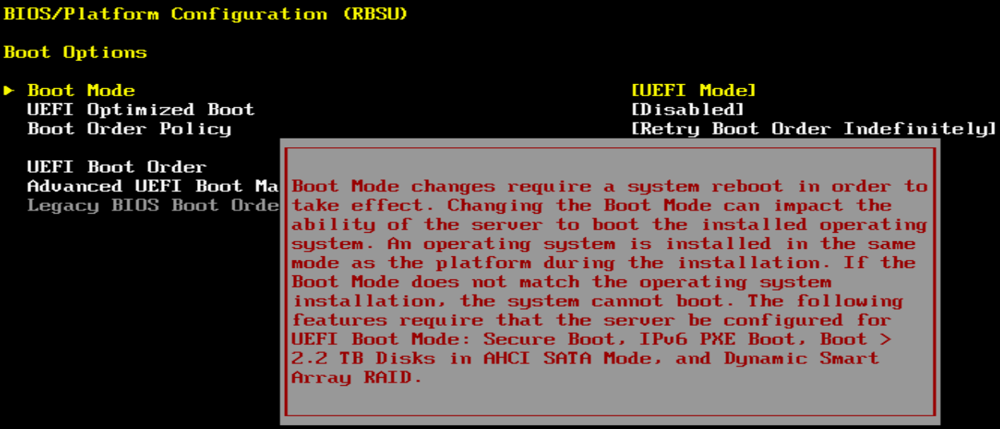 BIOS/Platform Configuration (RBSU)
Boot Options
Boot Mode [UEFI Mode]
UEFI Optimized Boot [Disabled]
Boot Order Policy [Retry Boot Order Indefinitely]
UEFI Boot Order
Advanced UEFI Boot Ma
Legacy BIOS Boot Orde
Boot Mode changes require a system reboot in order to
take effect. Changing the Boot Mode can impact the
ability of the server to boot the installed operating
system. An operating system is installed in the same
mode as the platform during the installation. If the
Boot Mode does not match the operating system
installation, the system cannot boot. The following
features require that the server be configured for
UEFI Boot Mode: Secure Boot, IPv6 PXE Boot, Boot >
2.2 TB Disks in AHCI SATA Mode, and Dynamic Smart
Array RAID.